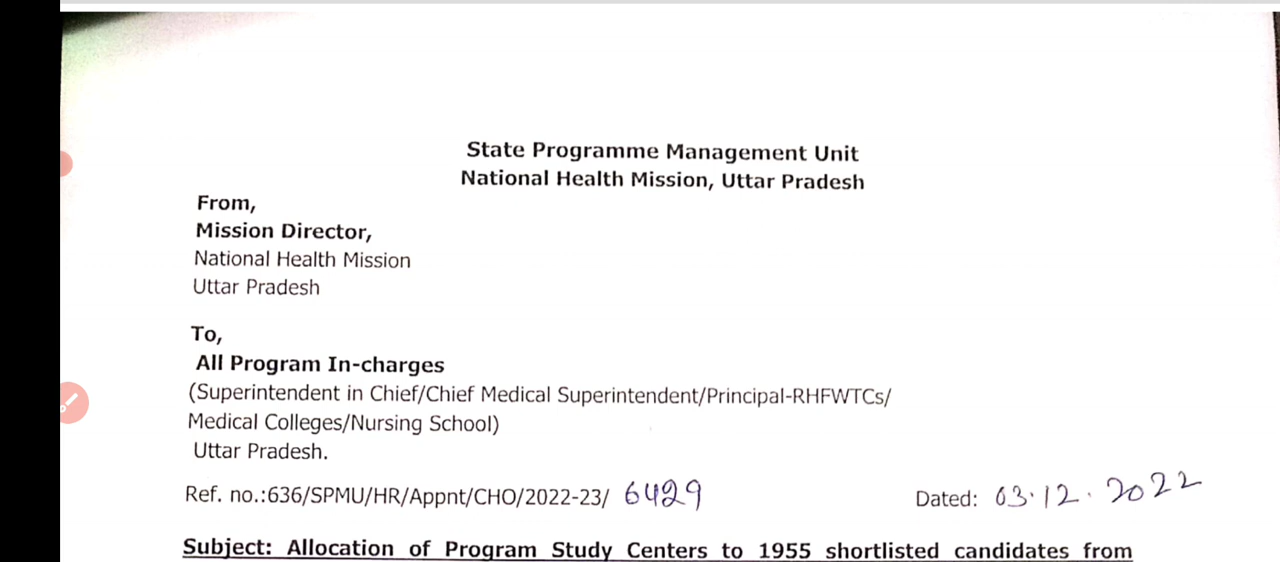 State Programme Management Unit
National Health Mission, Uttar Pradesh
From,
Mission Director,
National Health Mission
Uttar Pradesh
To,
All Program In-charges
(Superintendent in Chief/Chief Medical Superintendent/Principal-RHFWTCs/
Medical Colleges/Nursing School)
Uttar Pradesh.
Ref. no.:636/SPMU/HR/Appnt/CHO/2022-23/ 6429 Dated: 03.12.2022
Subject: Allocation of Program Study Centers to 1955 shortlisted candidates from